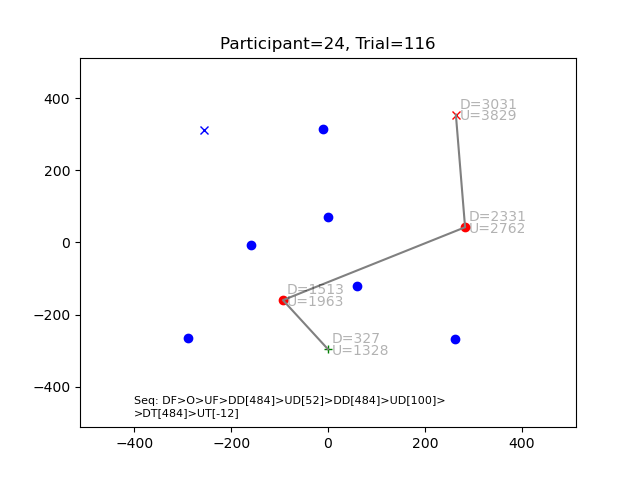 Participant=24, Trial=116
400
200
0
−200
−400
D=3031
U=3829
D=2331
U=2762
D=1513
U=1963
D=327
U=1328
Seq: DF>O>UF>DD[484]>UD[52]>DD[484]>UD[100]>
>DT[484]>UT[-12]
−400 −200 0 200 400